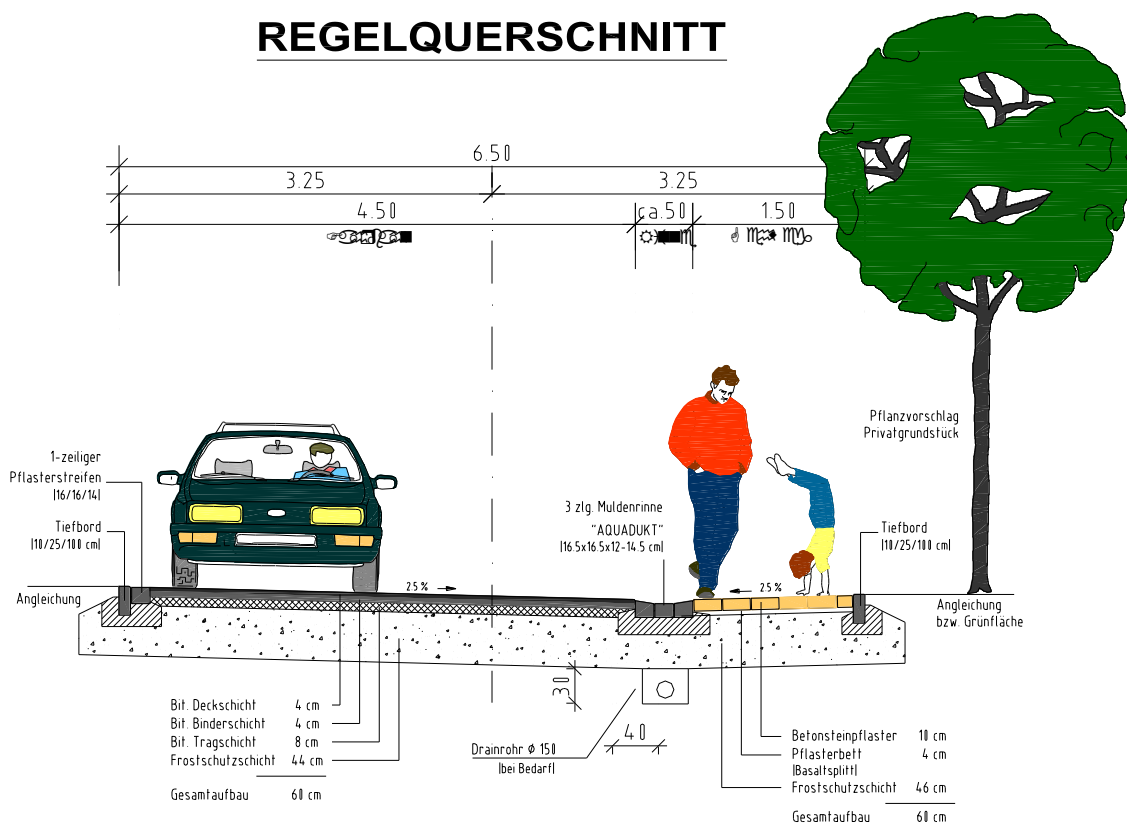 REGELQUERSCHNITT
6.50
3.25 3.25
4.50 ca.50 1.50
1-zeiliger
Pflasterstreifen
|16/16/14|
Tiefbord
|10/25/100 cm|
Angleichung
25%
3 zlg. Muldenrinne
"AQUADUKT"
|16.5x16.5x12-14.5 cm|
25%
Pflanzvorschlag
Privatgrundstück
Tiefbord
|10/25/100 cm|
Angleichung
bzw. Grünfläche
Bit. Deckschicht 4 cm
Bit. Binderschicht 4 cm
Bit. Tragschicht 8 cm
Frostschutzschicht 44 cm
Gesamtaufbau 60 cm
30
40
Drainrohr ϕ 150
|bei Bedarf|
Betonsteinpflaster 10 cm
Pflasterbett 4 cm
|Basaltsplitt|
Frostschutzschicht 46 cm
Gesamtaufbau 60 cm